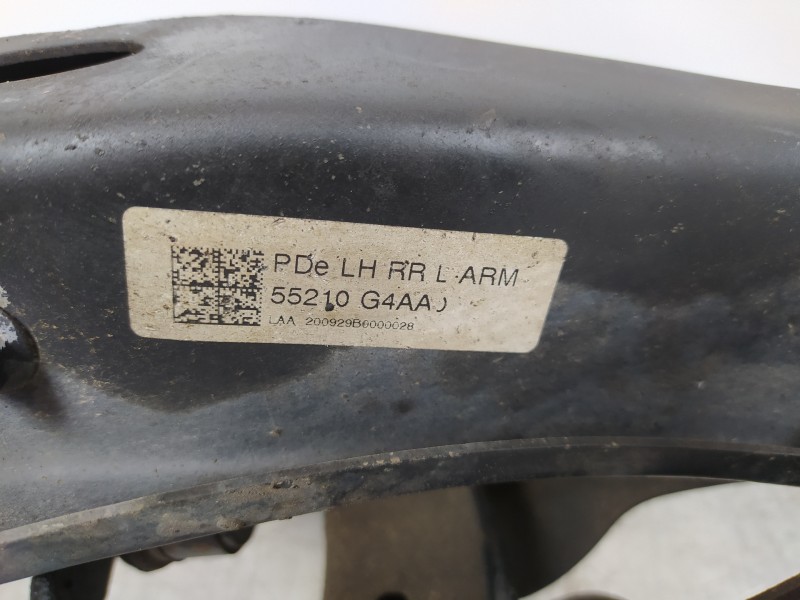 PDe LH RR L ARM
55210 G4AA
LAA 200929B6000028